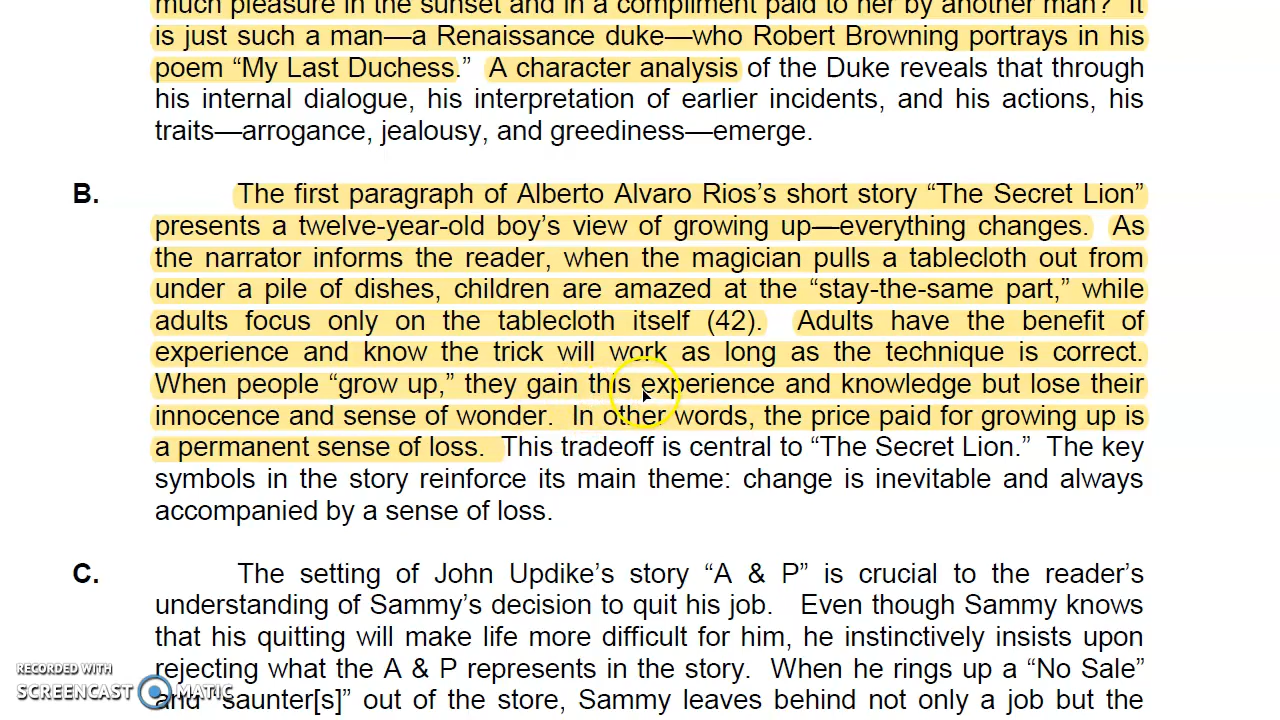 much pleasure in the sunset and in a compliment paid to her by another man? It
is just such a man—a Renaissance duke—who Robert Browning portrays in his
poem “My Last Duchess.” A character analysis of the Duke reveals that through
his internal dialogue, his interpretation of earlier incidents, and his actions, his
traits—arrogance, jealousy, and greediness—emerge.
B. The first paragraph of Alberto Alvaro Rios’s short story “The Secret Lion”
presents a twelve-year-old boy’s view of growing up—everything changes. As
the narrator informs the reader, when the magician pulls a tablecloth out from
under a pile of dishes, children are amazed at the “stay-the-same part,” while
adults focus only on the tablecloth itself (42). Adults have the benefit of
experience and know the trick will work as long as the technique is correct.
When people “grow up,” they gain this experience and knowledge but lose their
innocence and sense of wonder. In other words, the price paid for growing up is
a permanent sense of loss. This tradeoff is central to “The Secret Lion.” The key
symbols in the story reinforce its main theme: change is inevitable and always
accompanied by a sense of loss.
C. The setting of John Updike’s story “A & P” is crucial to the reader’s
understanding of Sammy’s decision to quit his job. Even though Sammy knows
that his quitting will make life more difficult for him, he instinctively insists upon
rejecting what the A & P represents in the story. When he rings up a “No Sale”
and “saunter[s]” out of the store, Sammy leaves behind not only a job but the
RECORDED WITH
SCREENCAST MATIC